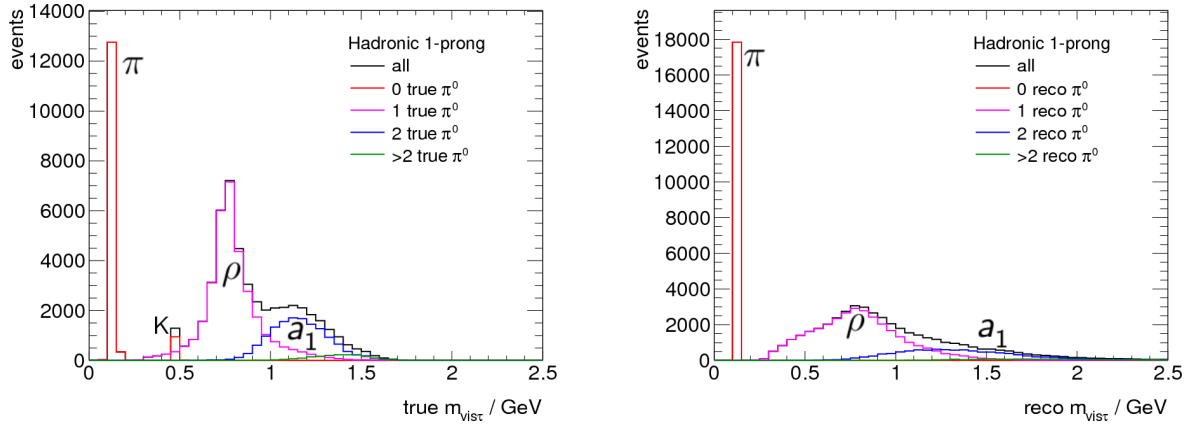 events
14000
12000
10000
8000
6000
4000
2000
0
π
K
ρ
a₁
Hadronic 1-prong
all
0 true π⁰
1 true π⁰
2 true π⁰
>2 true π⁰
0 0.5 1 1.5 2 2.5
true m_visτ / GeV
events
18000
16000
14000
12000
10000
8000
6000
4000
2000
0
π
ρ
a₁
Hadronic 1-prong
all
0 reco π⁰
1 reco π⁰
2 reco π⁰
>2 reco π⁰
0 0.5 1 1.5 2 2.5
reco m_visτ / GeV